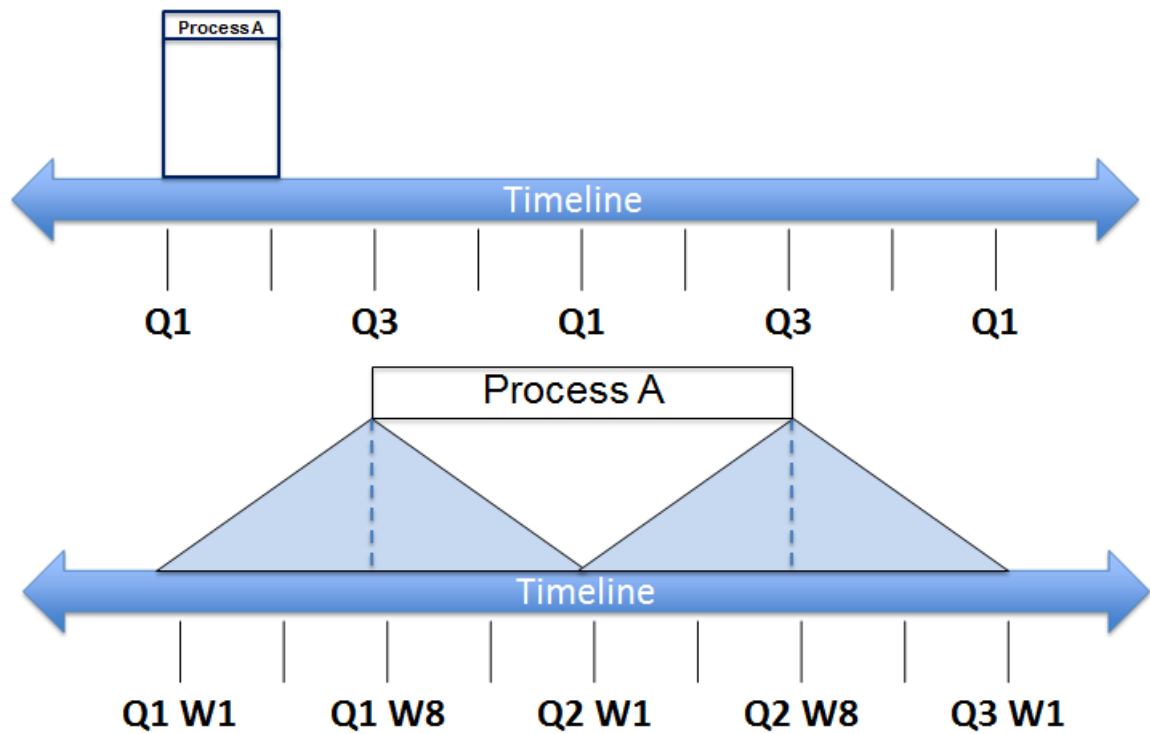 Process A
Timeline
Q1 Q3 Q1 Q3 Q1
Process A
Timeline
Q1 W1 Q1 W8 Q2 W1 Q2 W8 Q3 W1